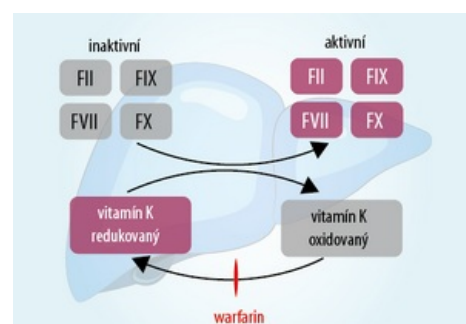 inaktivní
aktivní
FII FIX
FVII FX
FII FIX
FVII FX
vitamín K
redukovaný
vitamín K
oxidovaný
warfarin